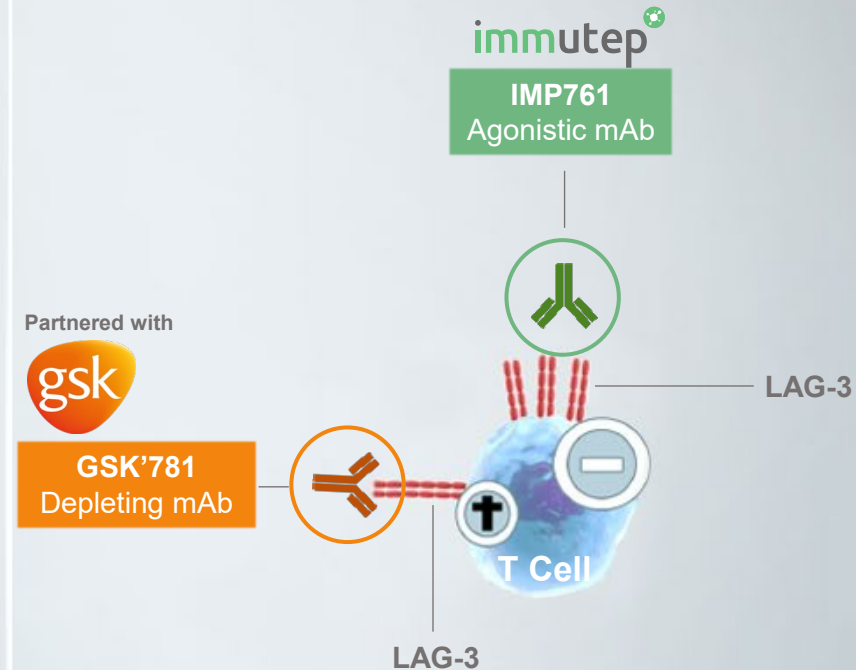 immutep
IMP761
Agonistic mAb
Partnered with
gsk
LAG-3
GSK’781
Depleting mAb
T Cell
LAG-3